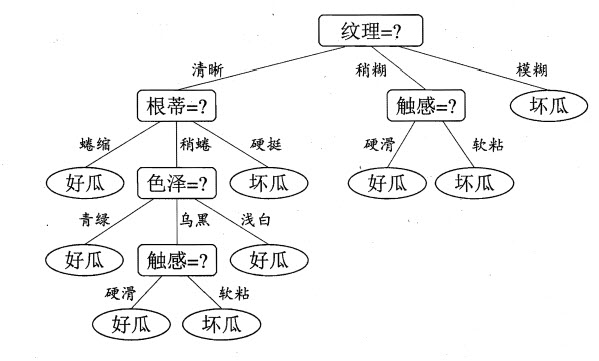 纹理=?
清晰
稍糊
模糊
根蒂=?
触感=?
坏瓜
蜷缩
稍蜷
硬挺
硬滑
软粘
好瓜
色泽=?
坏瓜
好瓜
坏瓜
青绿
乌黑
浅白
好瓜
触感=?
好瓜
硬滑
软粘
好瓜
坏瓜